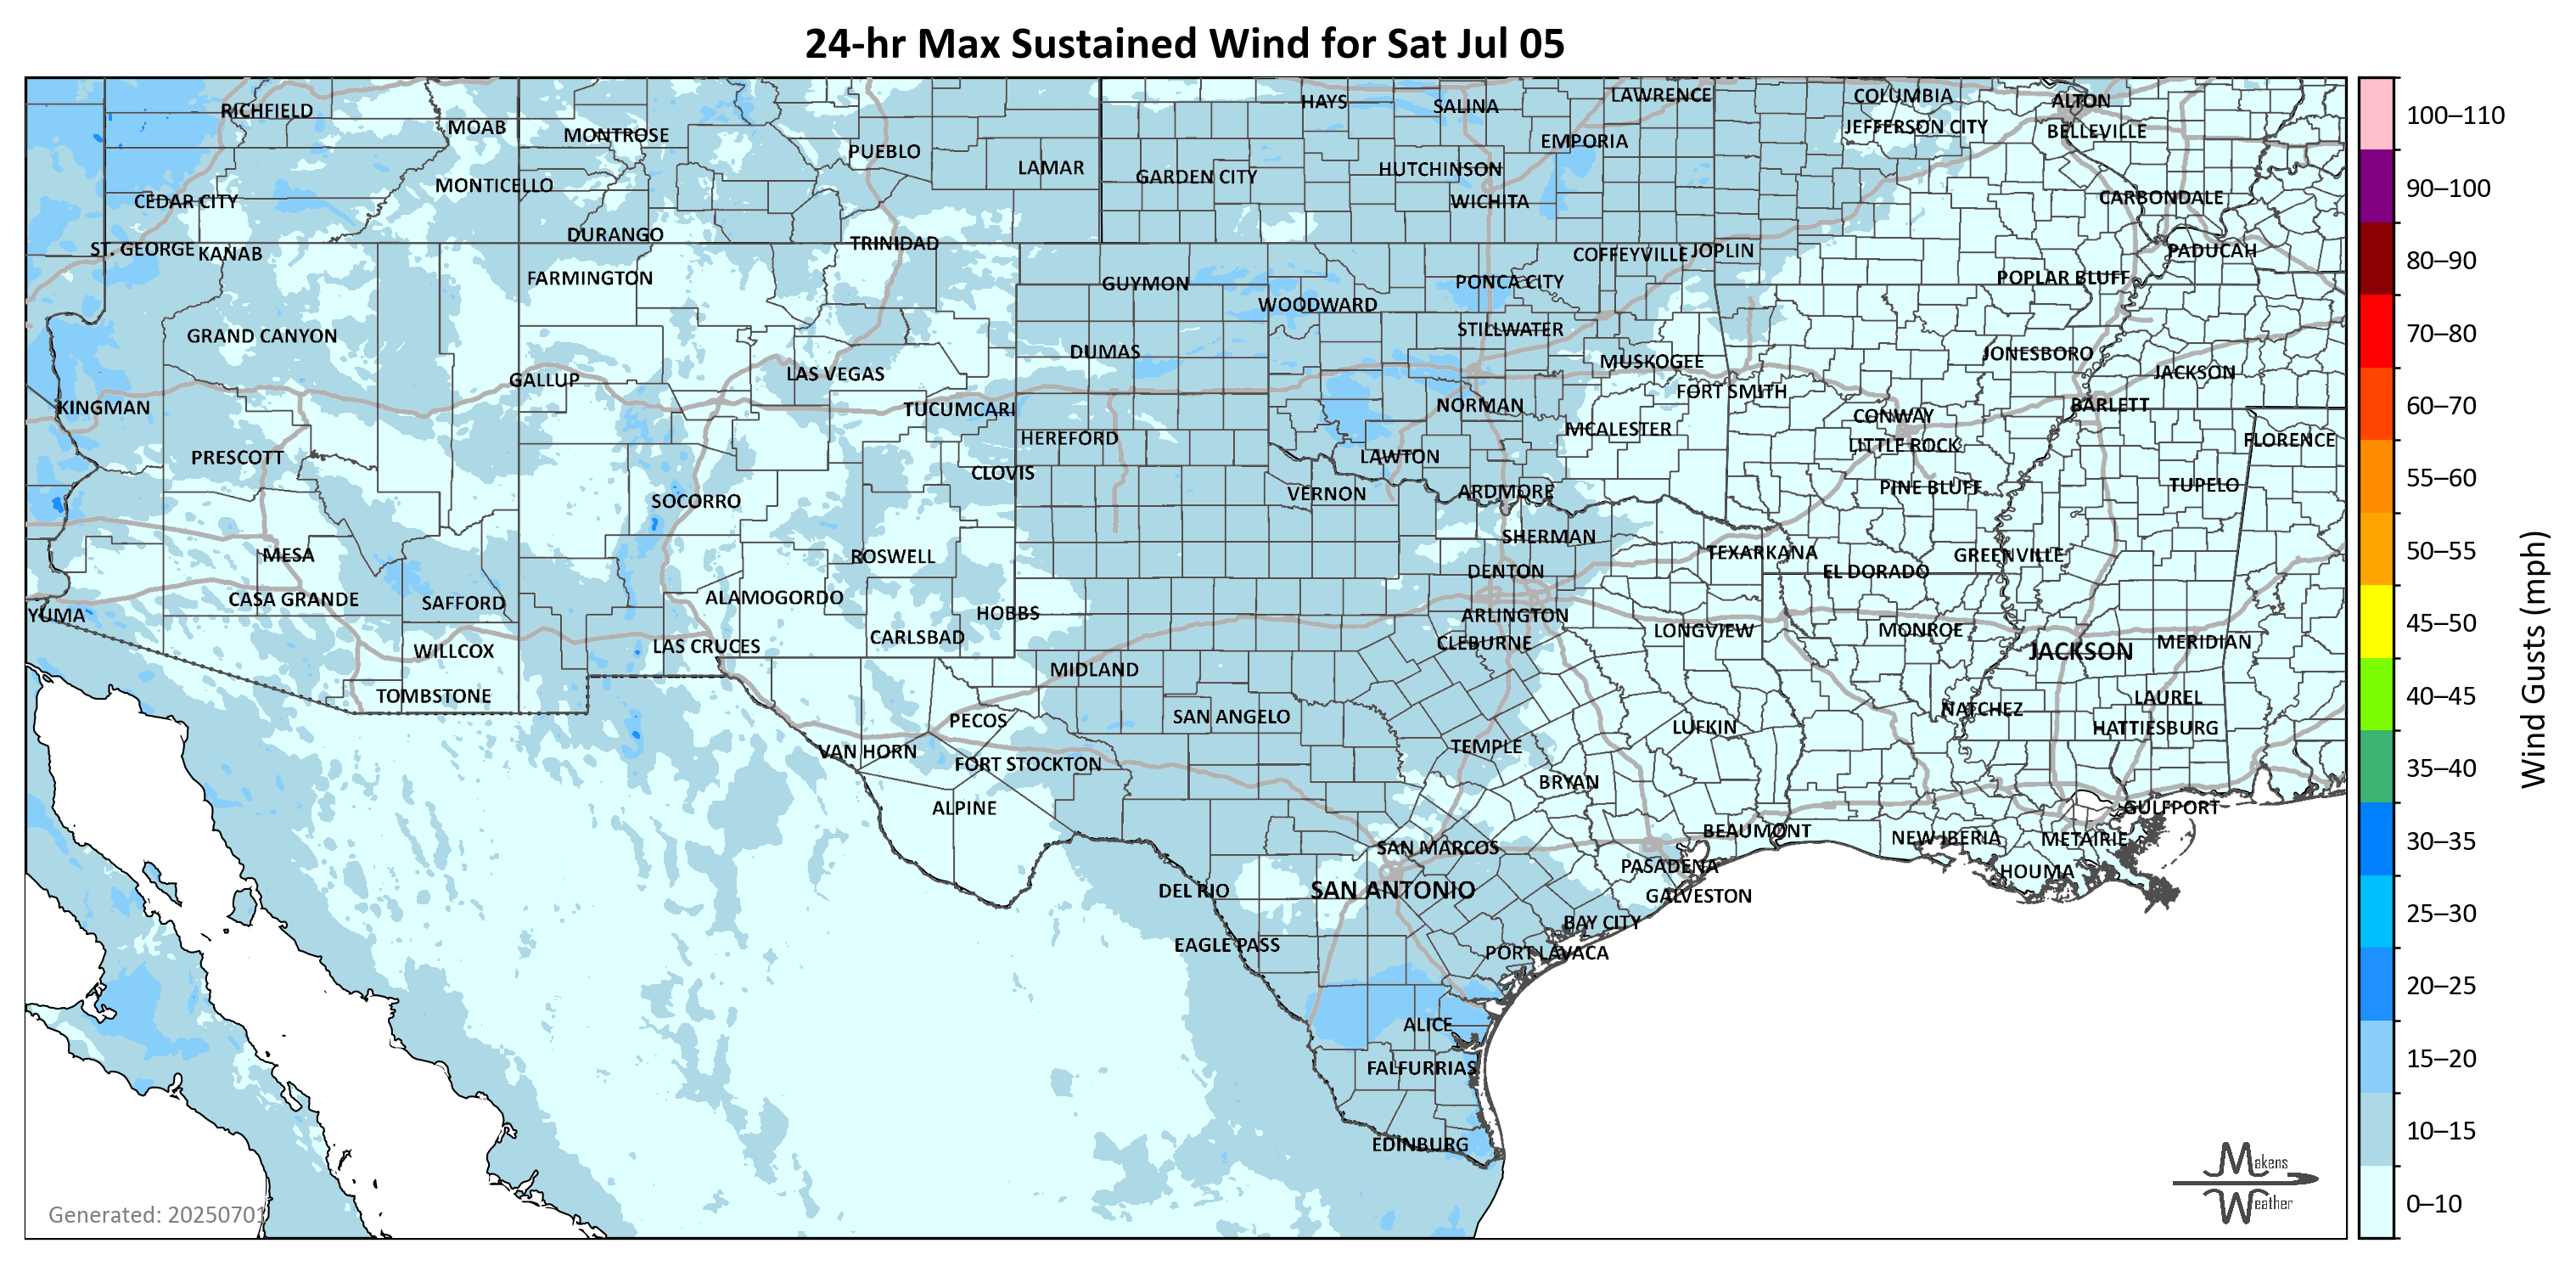 24-hr Max Sustained Wind for Sat Jul 05
RICHFIELD
MOAB
MONTROSE
PUEBLO
LAMAR
HAYS
SALINA
LAWRENCE
COLUMBIA
ALTON
JEFFERSON CITY
BELLEVILLE
EMPORIA
GARDEN CITY
HUTCHINSON
WICHITA
CEDAR CITY
MONTICELLO
CARBONDALE
ST. GEORGE
KANAB
DURANGO
TRINIDAD
COFFEYVILLE
JOPLIN
PADUCAH
FARMINGTON
GUYMON
WOODWARD
PONCA CITY
POPLAR BLUFF
GRAND CANYON
DUMAS
STILLWATER
MUSKOGEE
JONESBORO
GALLUP
LAS VEGAS
FORT SMITH
JACKSON
KINGMAN
TUCUMCARI
NORMAN
CONWAY
BARLETT
HEREFORD
MCALESTER
LITTLE ROCK
FLORENCE
PRESCOTT
CLOVIS
LAWTON
SOCORRO
VERNON
ARDMORE
PINE BLUFF
TUPELO
MESA
ROSWELL
SHERMAN
TEXARKANA
GREENVILLE
DENTON
EL DORADO
YUMA
CASA GRANDE
SAFFORD
ALAMOGORDO
HOBBS
ARLINGTON
WILLCOX
LAS CRUCES
CARLSBAD
CLEBURNE
LONGVIEW
MONROE
JACKSON
MERIDIAN
TOMBSTONE
MIDLAND
PECOS
SAN ANGELO
LUFKIN
NATCHEZ
LAUREL
HATTIESBURG
VAN HORN
FORT STOCKTON
TEMPLE
BRYAN
ALPINE
GULFPORT
SAN MARCOS
BEAUMONT
NEW IBERIA
METAIRIE
DEL RIO
SAN ANTONIO
PASADENA
HOUMA
GALVESTON
EAGLE PASS
BAY CITY
PORT LAVACA
ALICE
FALFURRIAS
EDINBURG
Generated: 20250701
Makens
Weather
100–110
90–100
80–90
70–80
60–70
55–60
50–55
45–50
40–45
35–40
30–35
25–30
20–25
15–20
10–15
0–10
Wind Gusts (mph)